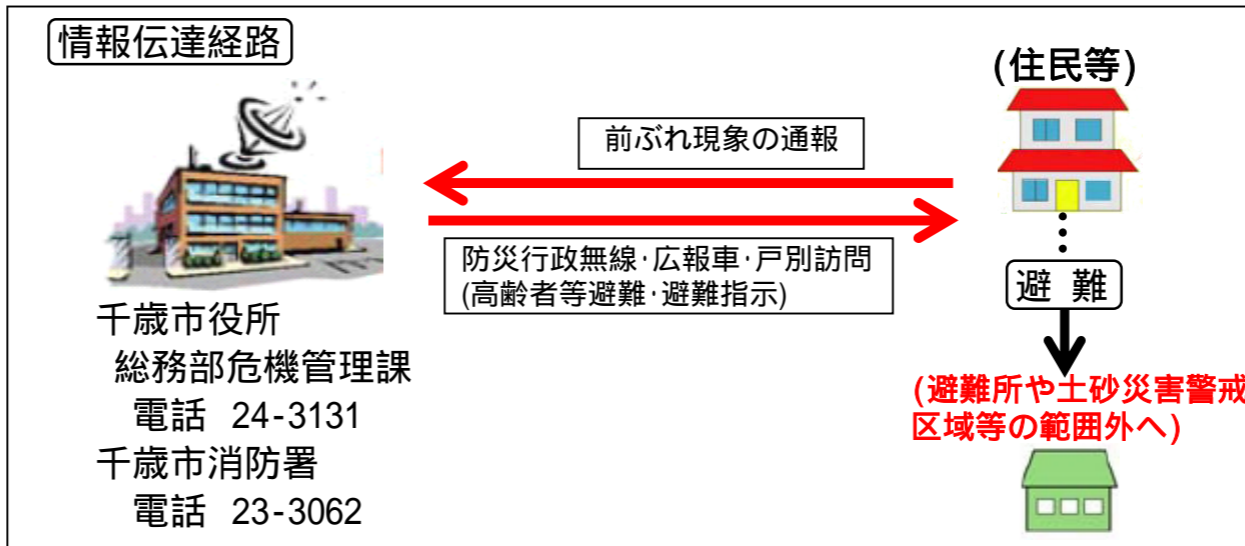 情報伝達経路
(住民等)
前ぶれ現象の通報
防災行政無線･広報車･戸別訪問
(高齢者等避難･避難指示)
避 難
千歳市役所
総務部危機管理課
電話 24-3131
千歳市消防署
電話 23-3062
(避難所や土砂災害警戒
区域等の範囲外へ)